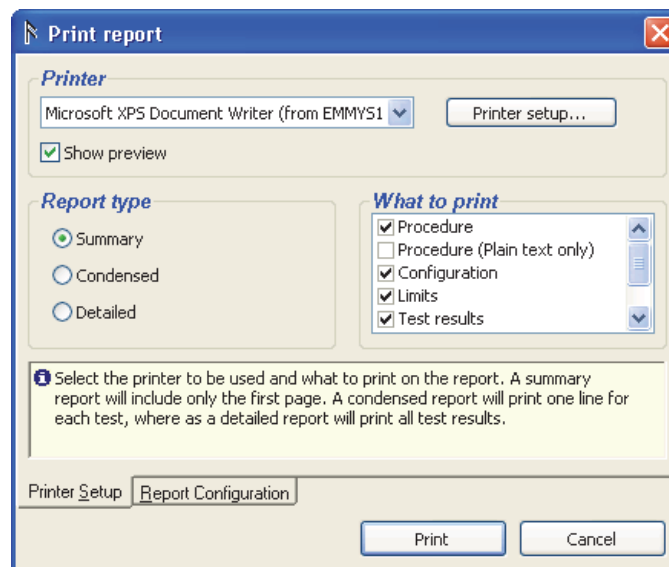 Print report
Printer
Microsoft XPS Document Writer (from EMMYS1
Printer setup...
Show preview
Report type
Summary
Condensed
Detailed
What to print
Procedure
Procedure (Plain text only)
Configuration
Limits
Test results
Select the printer to be used and what to print on the report. A summary
report will include only the first page. A condensed report will print one line for
each test, where as a detailed report will print all test results.
Printer Setup
Report Configuration
Print
Cancel